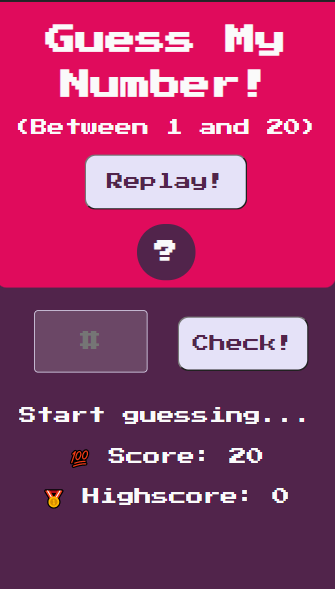 Guess My
Number!
(Between 1 and 20)
Replay!
?
#
Check!
Start guessing...
💯 Score: 20
🥇 Highscore: 0